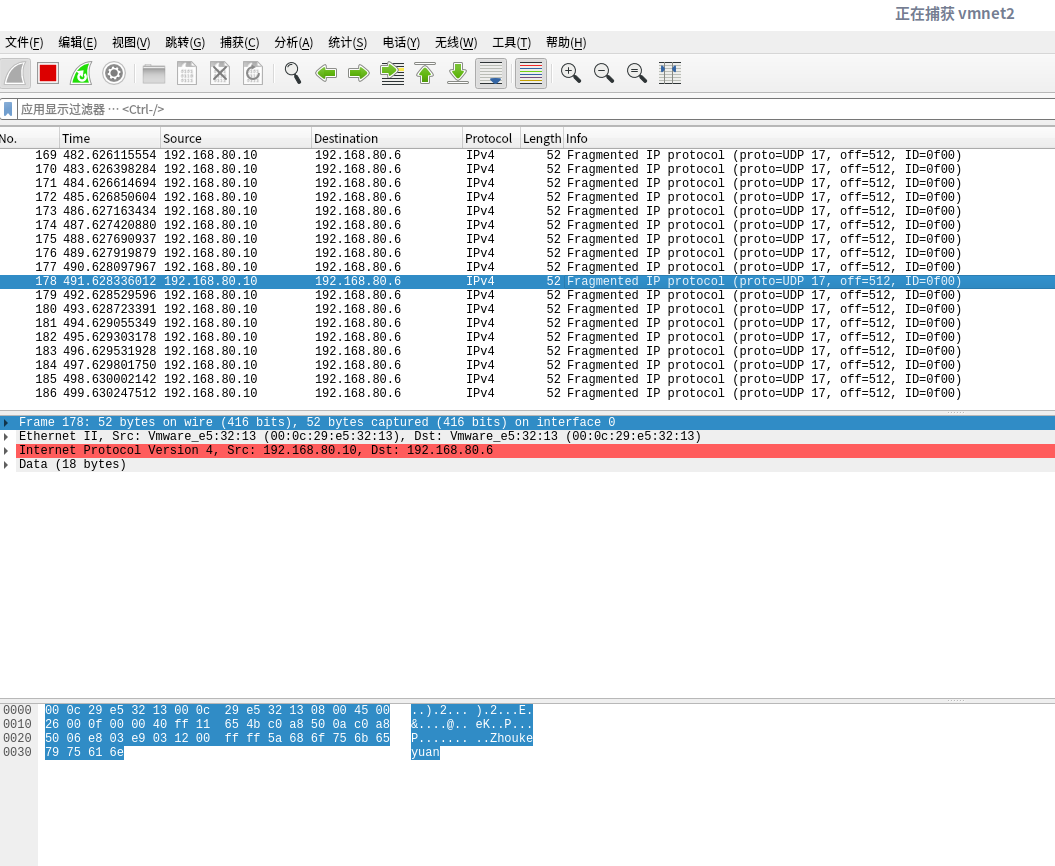 正在捕获 vmnet2
文件(F) 编辑(E) 视图(V) 跳转(G) 捕获(C) 分析(A) 统计(S) 电话(Y) 无线(W) 工具(T) 帮助(H)
应用显示过滤器 … <Ctrl-/>
No. Time Source Destination Protocol Length Info
169 482.626115554 192.168.80.10 192.168.80.6 IPv4 52 Fragmented IP protocol (proto=UDP 17, off=512, ID=0f00)
170 483.626398284 192.168.80.10 192.168.80.6 IPv4 52 Fragmented IP protocol (proto=UDP 17, off=512, ID=0f00)
171 484.626614694 192.168.80.10 192.168.80.6 IPv4 52 Fragmented IP protocol (proto=UDP 17, off=512, ID=0f00)
172 485.626850604 192.168.80.10 192.168.80.6 IPv4 52 Fragmented IP protocol (proto=UDP 17, off=512, ID=0f00)
173 486.627163434 192.168.80.10 192.168.80.6 IPv4 52 Fragmented IP protocol (proto=UDP 17, off=512, ID=0f00)
174 487.627420880 192.168.80.10 192.168.80.6 IPv4 52 Fragmented IP protocol (proto=UDP 17, off=512, ID=0f00)
175 488.627690937 192.168.80.10 192.168.80.6 IPv4 52 Fragmented IP protocol (proto=UDP 17, off=512, ID=0f00)
176 489.627919879 192.168.80.10 192.168.80.6 IPv4 52 Fragmented IP protocol (proto=UDP 17, off=512, ID=0f00)
177 490.628097967 192.168.80.10 192.168.80.6 IPv4 52 Fragmented IP protocol (proto=UDP 17, off=512, ID=0f00)
178 491.628336012 192.168.80.10 192.168.80.6 IPv4 52 Fragmented IP protocol (proto=UDP 17, off=512, ID=0f00)
179 492.628529596 192.168.80.10 192.168.80.6 IPv4 52 Fragmented IP protocol (proto=UDP 17, off=512, ID=0f00)
180 493.628723391 192.168.80.10 192.168.80.6 IPv4 52 Fragmented IP protocol (proto=UDP 17, off=512, ID=0f00)
181 494.629055349 192.168.80.10 192.168.80.6 IPv4 52 Fragmented IP protocol (proto=UDP 17, off=512, ID=0f00)
182 495.629303178 192.168.80.10 192.168.80.6 IPv4 52 Fragmented IP protocol (proto=UDP 17, off=512, ID=0f00)
183 496.629531928 192.168.80.10 192.168.80.6 IPv4 52 Fragmented IP protocol (proto=UDP 17, off=512, ID=0f00)
184 497.629801750 192.168.80.10 192.168.80.6 IPv4 52 Fragmented IP protocol (proto=UDP 17, off=512, ID=0f00)
185 498.630002142 192.168.80.10 192.168.80.6 IPv4 52 Fragmented IP protocol (proto=UDP 17, off=512, ID=0f00)
186 499.630247512 192.168.80.10 192.168.80.6 IPv4 52 Fragmented IP protocol (proto=UDP 17, off=512, ID=0f00)
Frame 178: 52 bytes on wire (416 bits), 52 bytes captured (416 bits) on interface 0
Ethernet II, Src: Vmware_e5:32:13 (00:0c:29:e5:32:13), Dst: Vmware_e5:32:13 (00:0c:29:e5:32:13)
Internet Protocol Version 4, Src: 192.168.80.10, Dst: 192.168.80.6
Data (18 bytes)
0000 00 0c 29 e5 32 13 00 0c 29 e5 32 13 08 00 45 00 ..).2... ).2...E.
0010 26 00 0f 00 00 40 ff 11 65 4b c0 a8 50 0a c0 a8 &....@.. eK..P...
0020 50 06 e8 03 e9 03 12 00 ff ff 5a 68 6f 75 6b 65 P....... ..Zhouke
0030 79 75 61 6e yuan